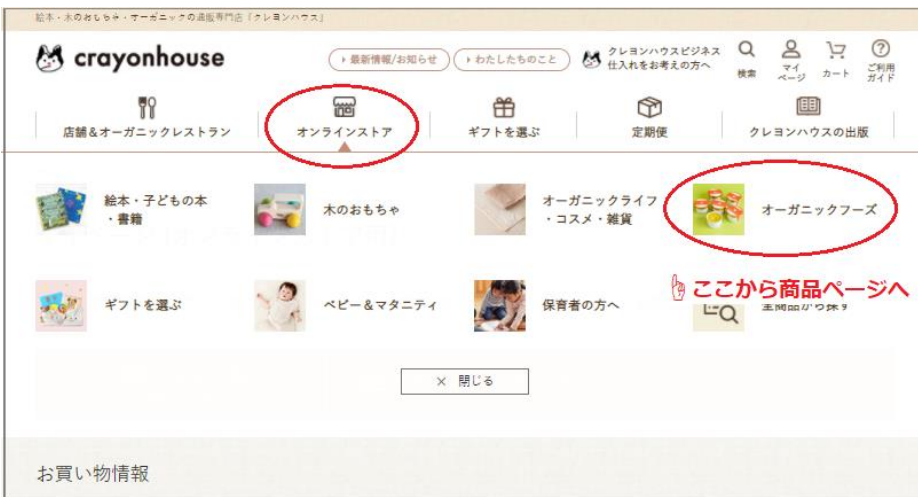 絵本・木のおもちゃ・オーガニックの通販専門店「クレヨンハウス」
crayonhouse
最新情報/お知らせ
わたしたちのこと
クレヨンハウスビジネス
仕入れをお考えの方へ
検索
マイ
ページ
カート
ご利用
ガイド
店舗&オーガニックレストラン
オンラインストア
ギフトを選ぶ
定期便
クレヨンハウスの出版
絵本・子どもの本
・書籍
木のおもちゃ
オーガニックライフ
・コスメ・雑貨
オーガニックフーズ
ギフトを選ぶ
ベビー&マタニティ
保育者の方へ
ここから商品ページへ
全商品から探す
× 閉じる
お買い物情報